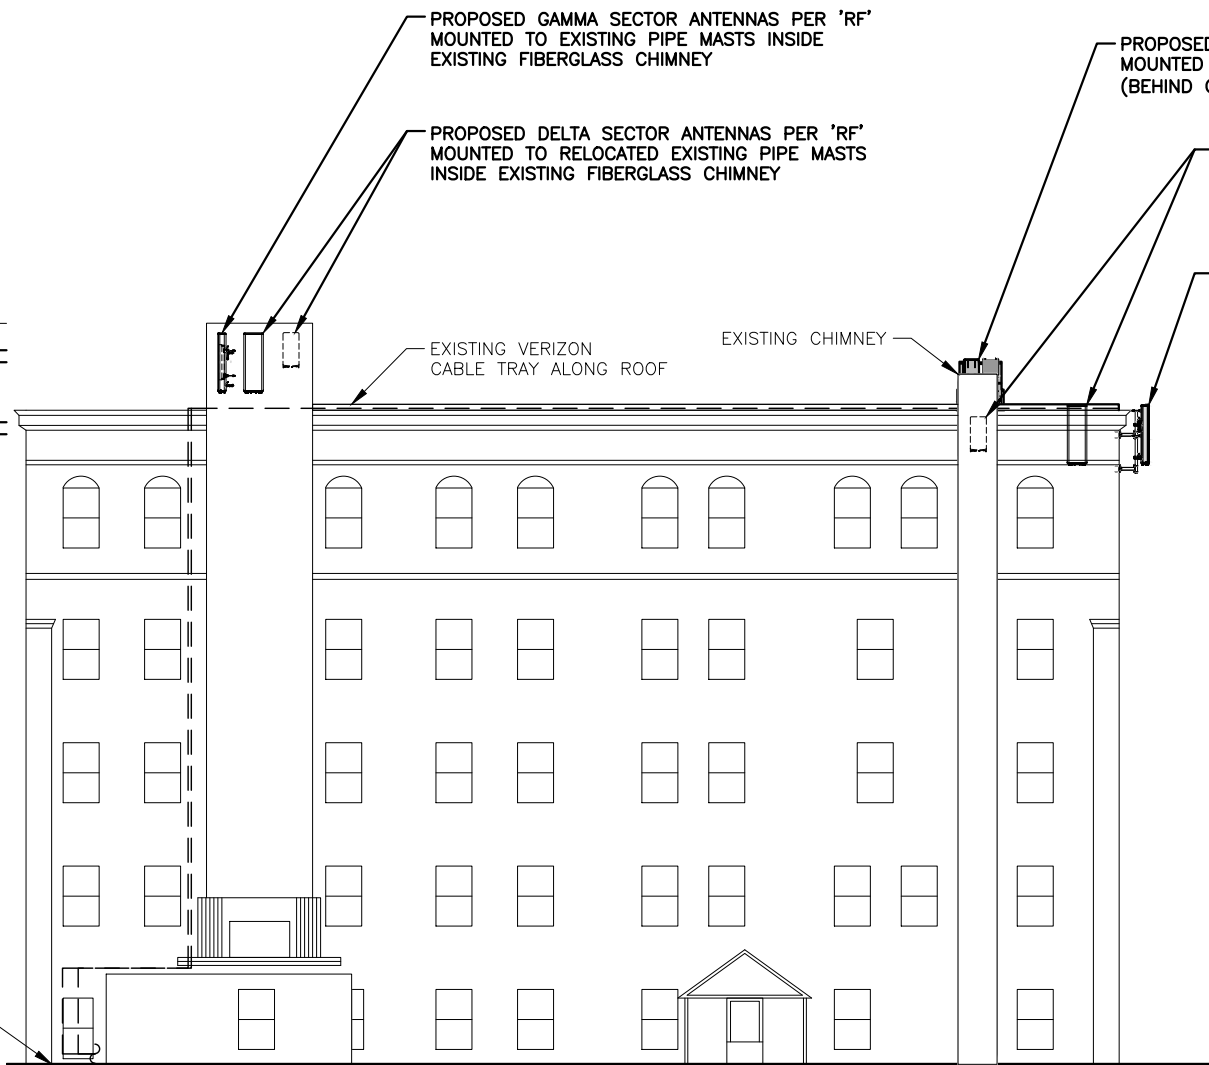 PROPOSED GAMMA SECTOR ANTENNAS PER 'RF'
MOUNTED TO EXISTING PIPE MASTS INSIDE
EXISTING FIBERGLASS CHIMNEY
PROPOSED
MOUNTED
(BEHIND
PROPOSED DELTA SECTOR ANTENNAS PER 'RF'
MOUNTED TO RELOCATED EXISTING PIPE MASTS
INSIDE EXISTING FIBERGLASS CHIMNEY
EXISTING VERIZON
CABLE TRAY ALONG ROOF
EXISTING CHIMNEY